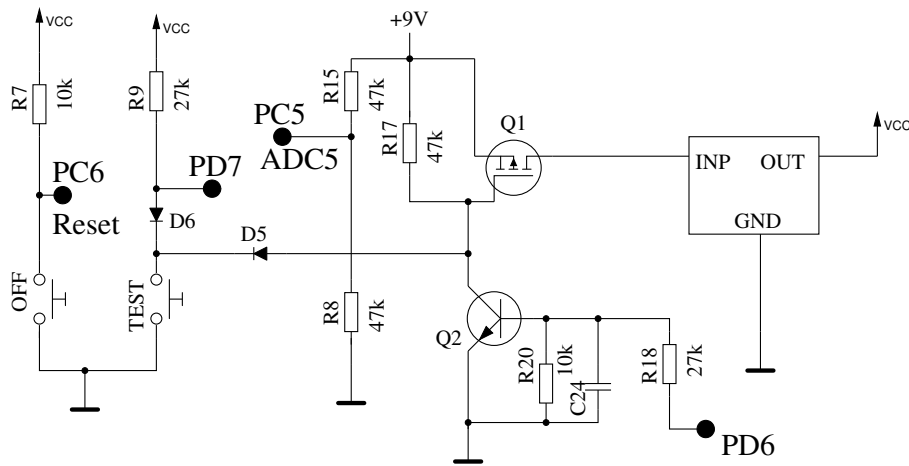 VCC
VCC
+9V
R7
10k
R9
27k
R15
47k
PC5
ADC5
R17
47k
Q1
INP
OUT
GND
VCC
PC6
Reset
PD7
D6
D5
OFF
TEST
R8
47k
Q2
R20
10k
C24
R18
27k
PD6